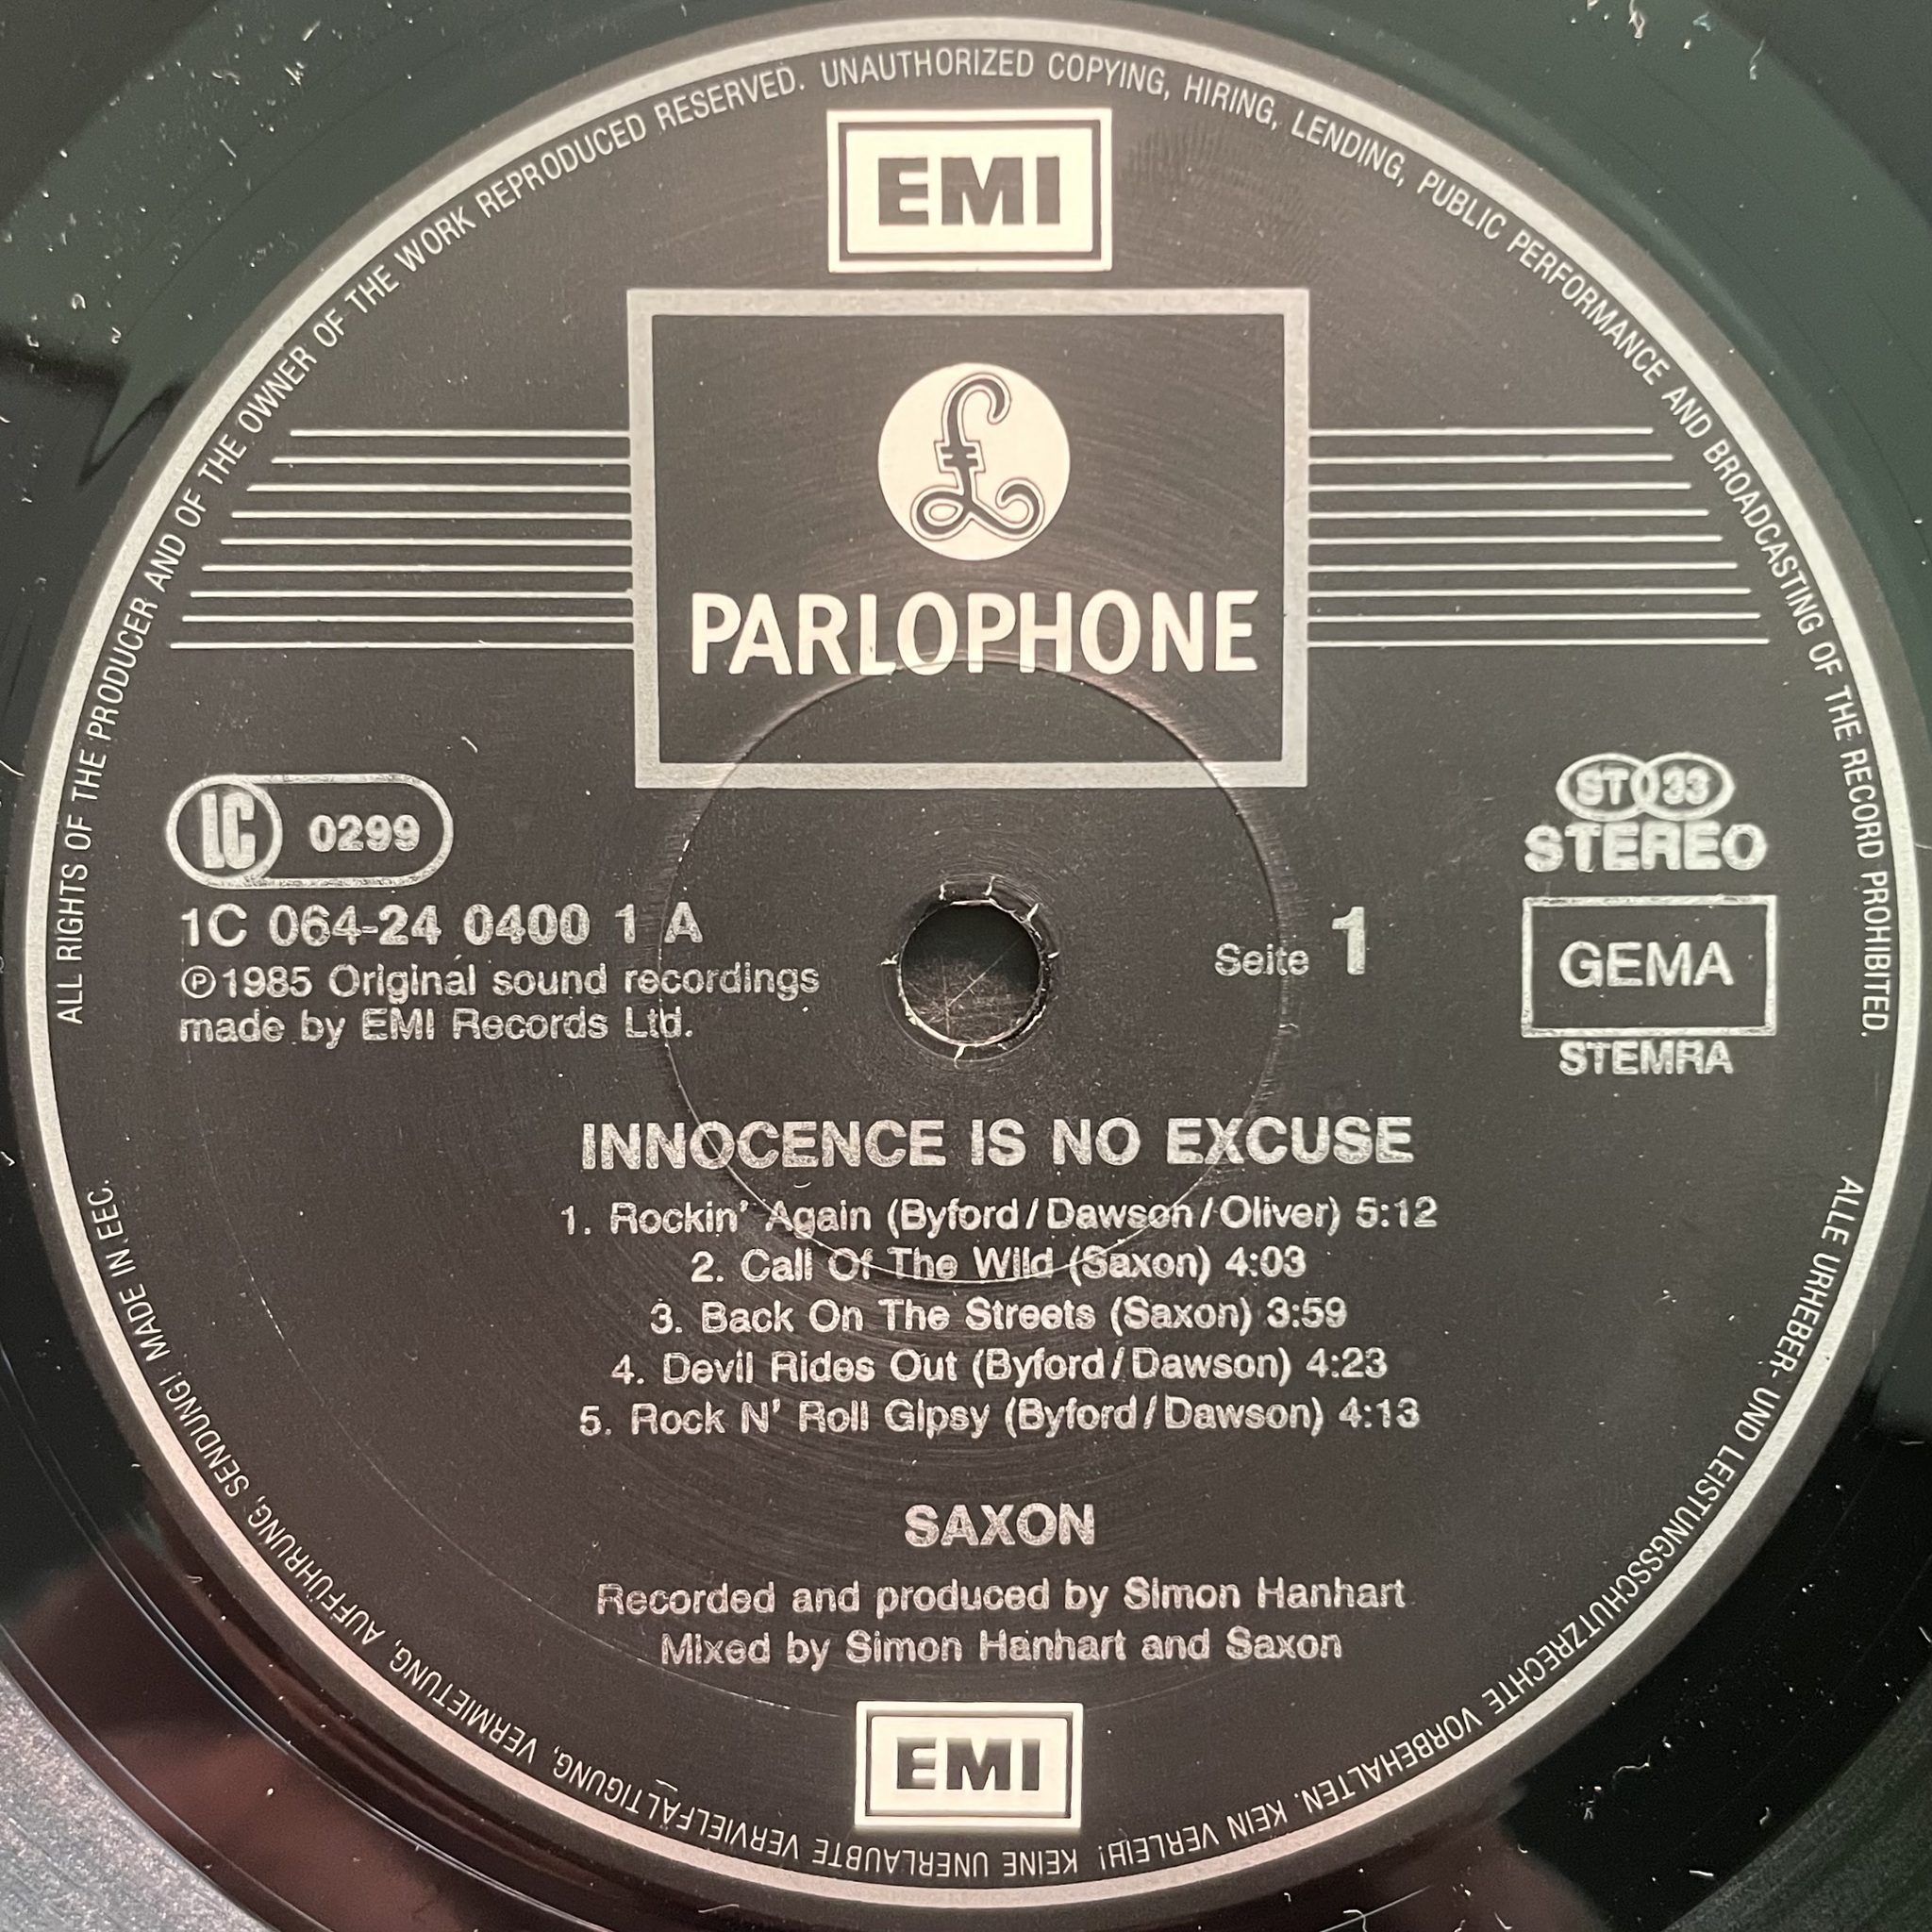 ALL RIGHTS OF THE PRODUCER AND OF THE OWNER OF THE WORK REPRODUCED RESERVED. UNAUTHORIZED COPYING, HIRING, LENDING, PUBLIC PERFORMANCE AND BROADCASTING OF THE RECORD PROHIBITED.
EMI
£
PARLOPHONE
LC 0299
ST 33
STEREO
1C 064-24 0400 1 A
Ⓟ1985 Original sound recordings
made by EMI Records Ltd.
Seite 1
GEMA
STEMRA
INNOCENCE IS NO EXCUSE
1. Rockin' Again (Byford/Dawson/Oliver) 5:12
2. Call Of The Wild (Saxon) 4:03
3. Back On The Streets (Saxon) 3:59
4. Devil Rides Out (Byford/Dawson) 4:23
5. Rock N' Roll Gipsy (Byford/Dawson) 4:13
SAXON
Recorded and produced by Simon Hanhart
Mixed by Simon Hanhart and Saxon
EMI
ALLE URHEBER- UND LEISTUNGSSCHUTZRECHTE VORBEHALTEN. KEIN VERLEIH! KEINE UNERLAUBTE VERVIELFÄLTIGUNG, VERMIETUNG, AUFFÜHRUNG, SENDUNG! MADE IN EEC.